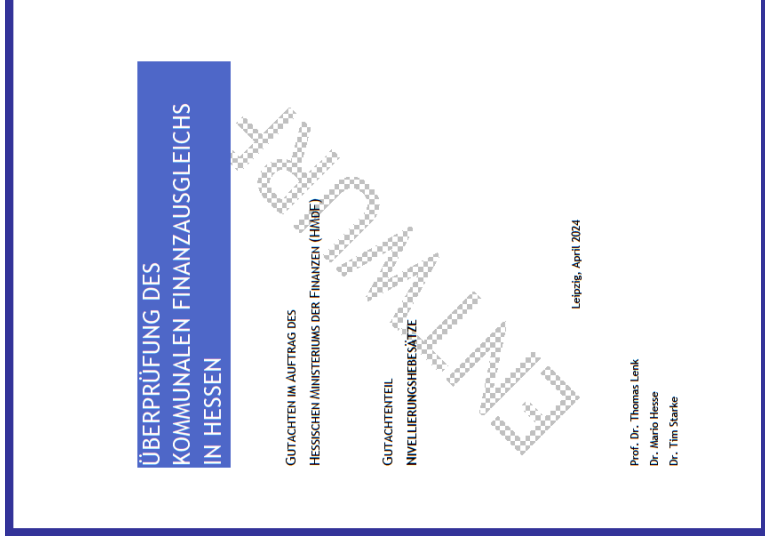 ÜBERPRÜFUNG DES
KOMMUNALEN FINANZAUSGLEICHS
IN HESSEN
GUTACHTEN IM AUFTRAG DES
HESSISCHEN MINISTERIUMS DER FINANZEN (HMDF)
GUTACHTENTEIL
NIVELLIERUNGSHEBESÄTZE
ENTWURF
Leipzig, April 2024
Prof. Dr. Thomas Lenk
Dr. Mario Hesse
Dr. Tim Starke